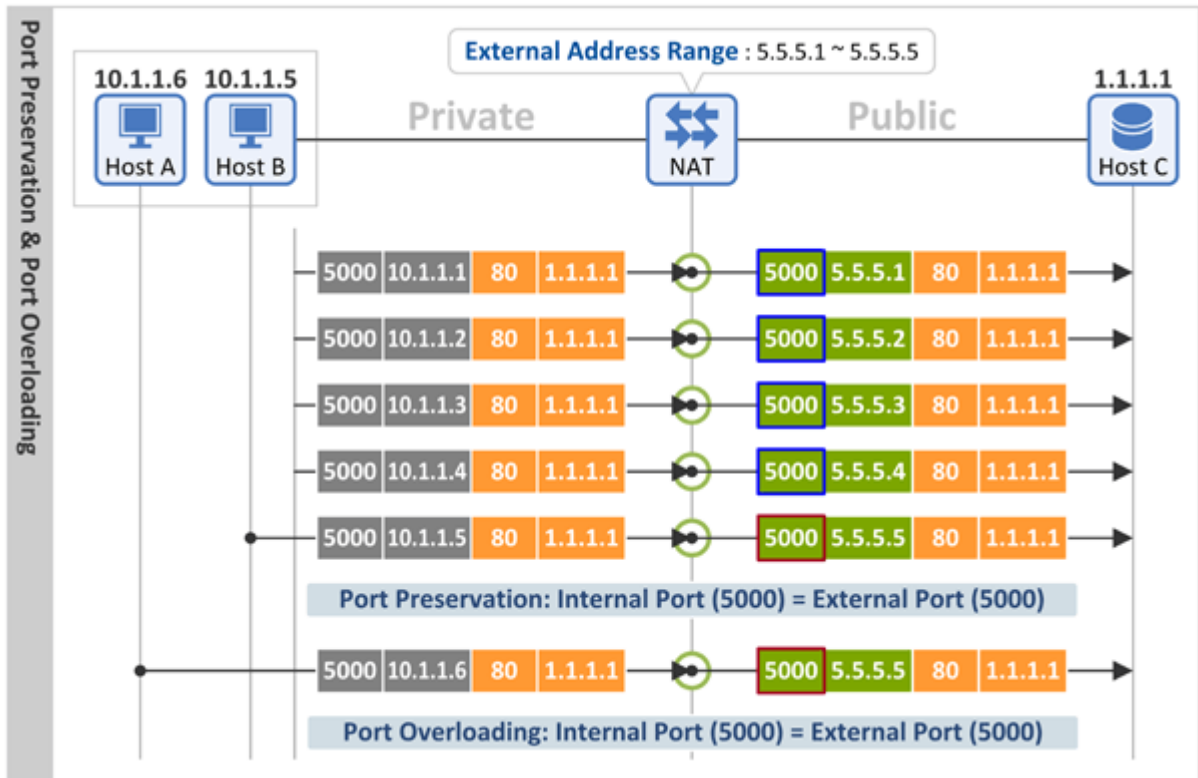 Port Preservation & Port Overloading
External Address Range : 5.5.5.1 ~ 5.5.5.5
10.1.1.6 10.1.1.5 1.1.1.1
Private Public
Host A Host B NAT Host C
5000 10.1.1.1 80 1.1.1.1 5000 5.5.5.1 80 1.1.1.1
5000 10.1.1.2 80 1.1.1.1 5000 5.5.5.2 80 1.1.1.1
5000 10.1.1.3 80 1.1.1.1 5000 5.5.5.3 80 1.1.1.1
5000 10.1.1.4 80 1.1.1.1 5000 5.5.5.4 80 1.1.1.1
5000 10.1.1.5 80 1.1.1.1 5000 5.5.5.5 80 1.1.1.1
Port Preservation: Internal Port (5000) = External Port (5000)
5000 10.1.1.6 80 1.1.1.1 5000 5.5.5.5 80 1.1.1.1
Port Overloading: Internal Port (5000) = External Port (5000)